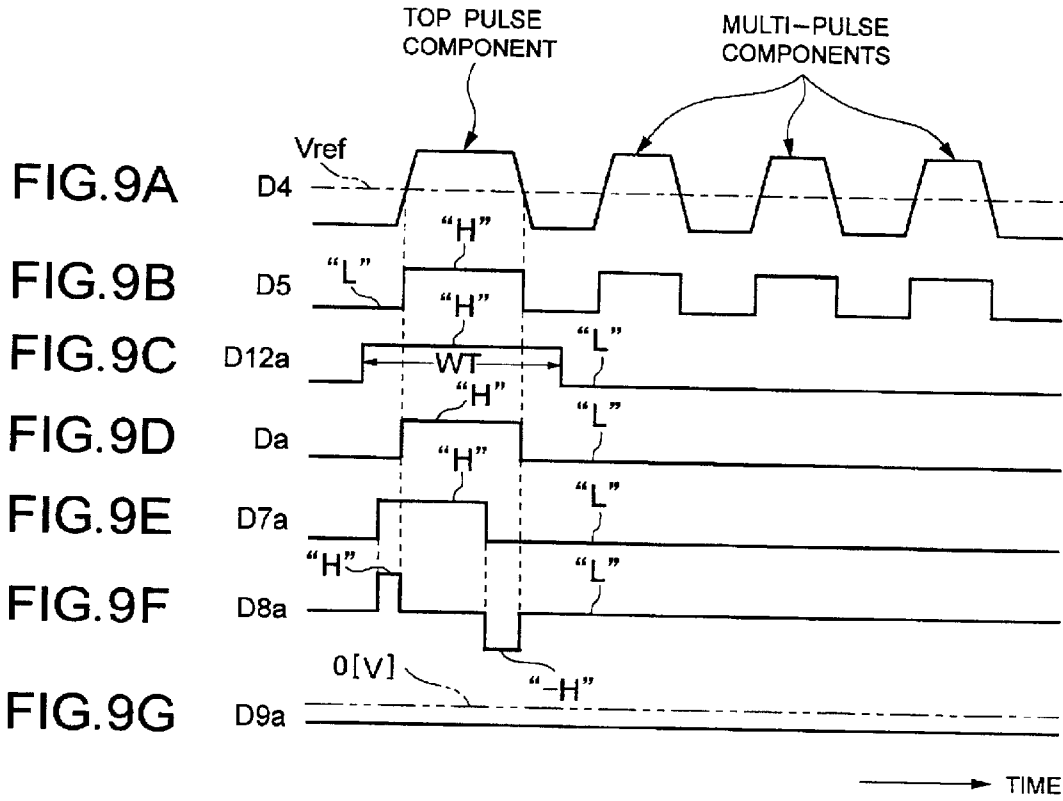 TOP PULSE
COMPONENT
MULTI-PULSE
COMPONENTS
Vref
FIG.9A
D4
"H"
FIG.9B
D5
"L"
"H"
FIG.9C
D12a
WT
"L"
"H"
FIG.9D
Da
"L"
"H"
FIG.9E
D7a
"L"
"H"
FIG.9F
D8a
"L"
"-H"
0[V]
FIG.9G
D9a
TIME